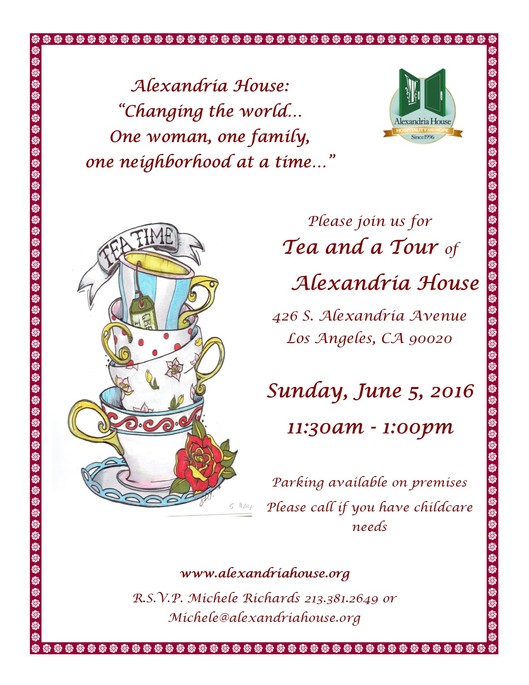 Alexandria House:
“Changing the world…
One woman, one family,
one neighborhood at a time…”
Alexandria House
HOSPITALITY AND HOPE
Since 1996
TEA TIME
Please join us for
Tea and a Tour of
Alexandria House
426 S. Alexandria Avenue
Los Angeles, CA 90020
Sunday, June 5, 2016
11:30am - 1:00pm
Parking available on premises
Please call if you have childcare
needs
www.alexandriahouse.org
R.S.V.P. Michele Richards 213.381.2649 or
Michele@alexandriahouse.org